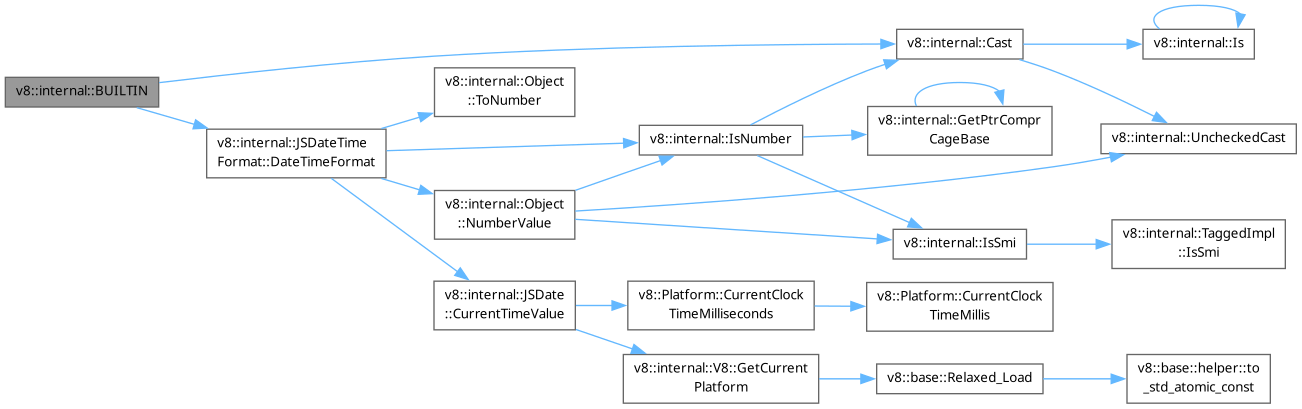 v8::internal::BUILTIN
v8::internal::JSDateTime
Format::DateTimeFormat
v8::internal::Object
::ToNumber
v8::internal::Object
::NumberValue
v8::internal::JSDate
::CurrentTimeValue
v8::internal::IsNumber
v8::Platform::CurrentClock
TimeMilliseconds
v8::internal::V8::GetCurrent
Platform
v8::internal::Cast
v8::internal::GetPtrCompr
CageBase
v8::internal::IsSmi
v8::Platform::CurrentClock
TimeMillis
v8::base::Relaxed_Load
v8::internal::Is
v8::internal::UncheckedCast
v8::internal::TaggedImpl
::IsSmi
v8::base::helper::to
_std_atomic_const